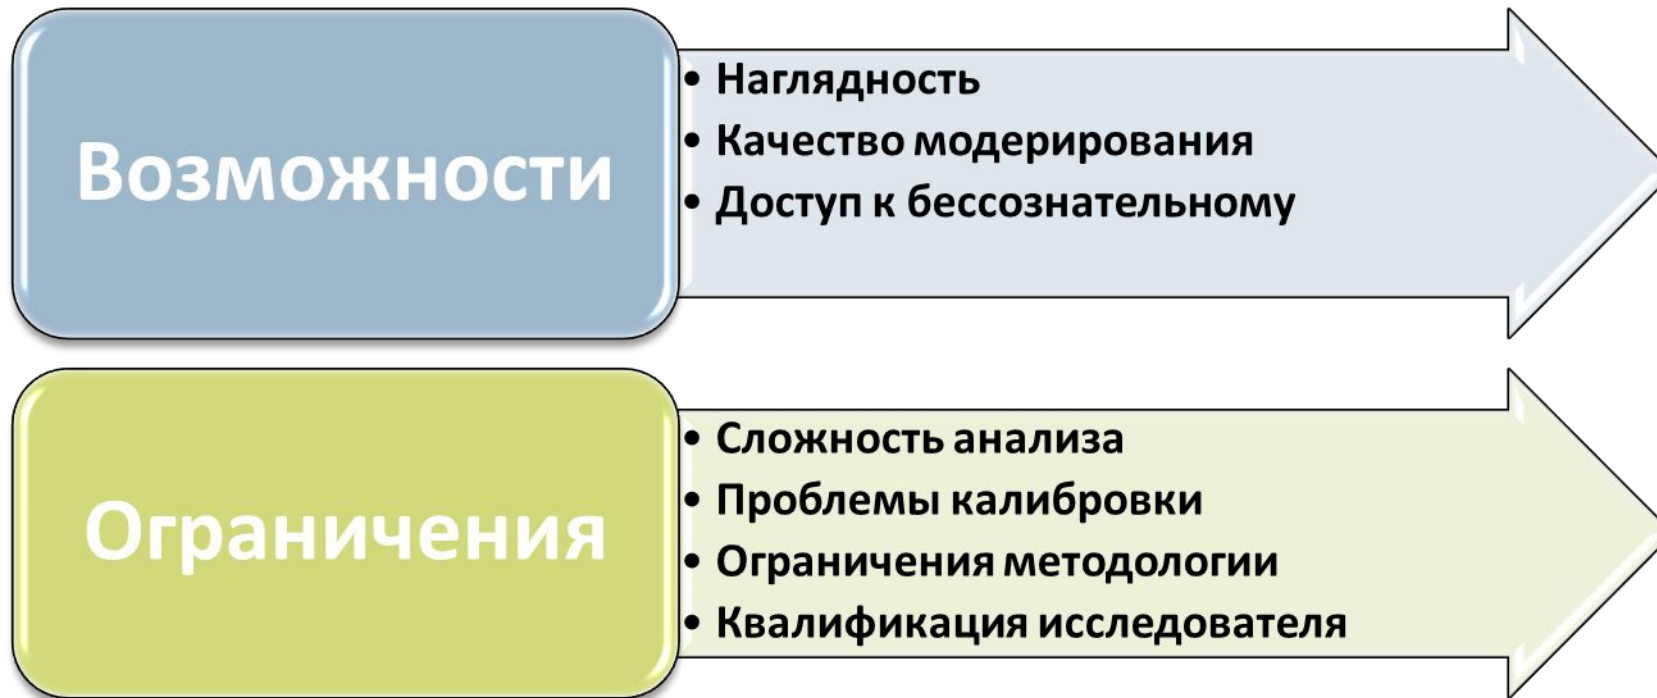 Возможности
• Наглядность
• Качество модерирования
• Доступ к бессознательному
Ограничения
• Сложность анализа
• Проблемы калибровки
• Ограничения методологии
• Квалификация исследователя